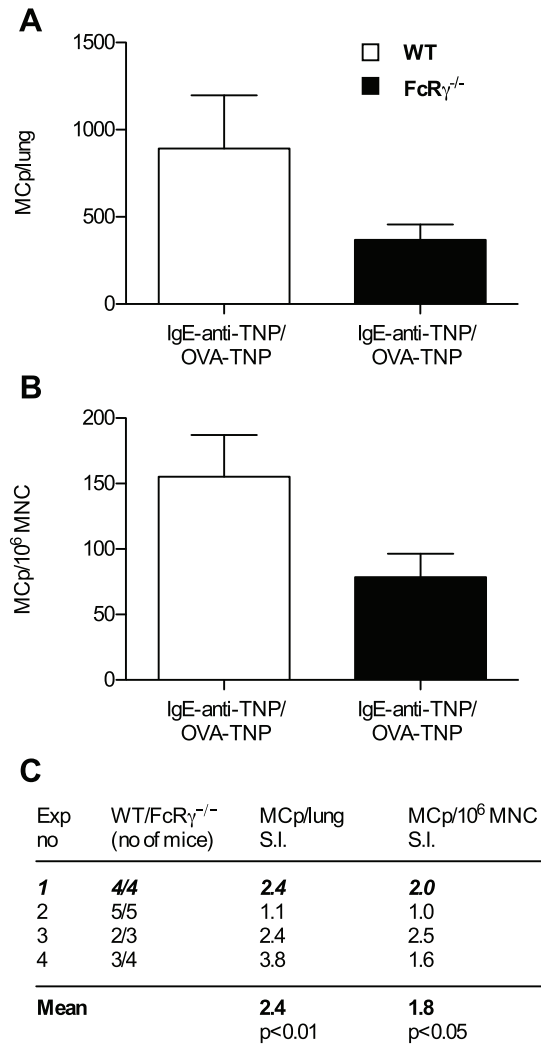 A
1500
1000
500
0
MCp/lung
WT
FcRγ-/-
IgE-anti-TNP/
OVA-TNP
IgE-anti-TNP/
OVA-TNP
B
200
150
100
50
0
MCp/10⁶ MNC
IgE-anti-TNP/
OVA-TNP
IgE-anti-TNP/
OVA-TNP
C
Exp WT/FcRγ-/- MCp/lung MCp/10⁶ MNC
no (no of mice) S.I. S.I.
1 4/4 2.4 2.0
2 5/5 1.1 1.0
3 2/3 2.4 2.5
4 3/4 3.8 1.6
Mean 2.4 1.8
p<0.01 p<0.05